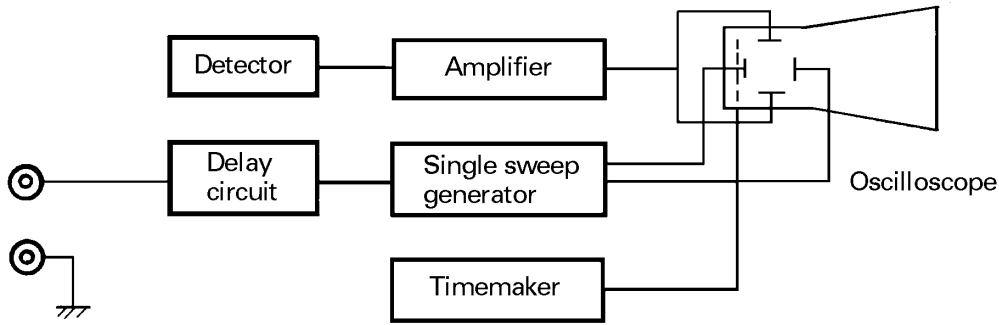 Detector
Amplifier
Delay
circuit
Single sweep
generator
Oscilloscope
Timemaker